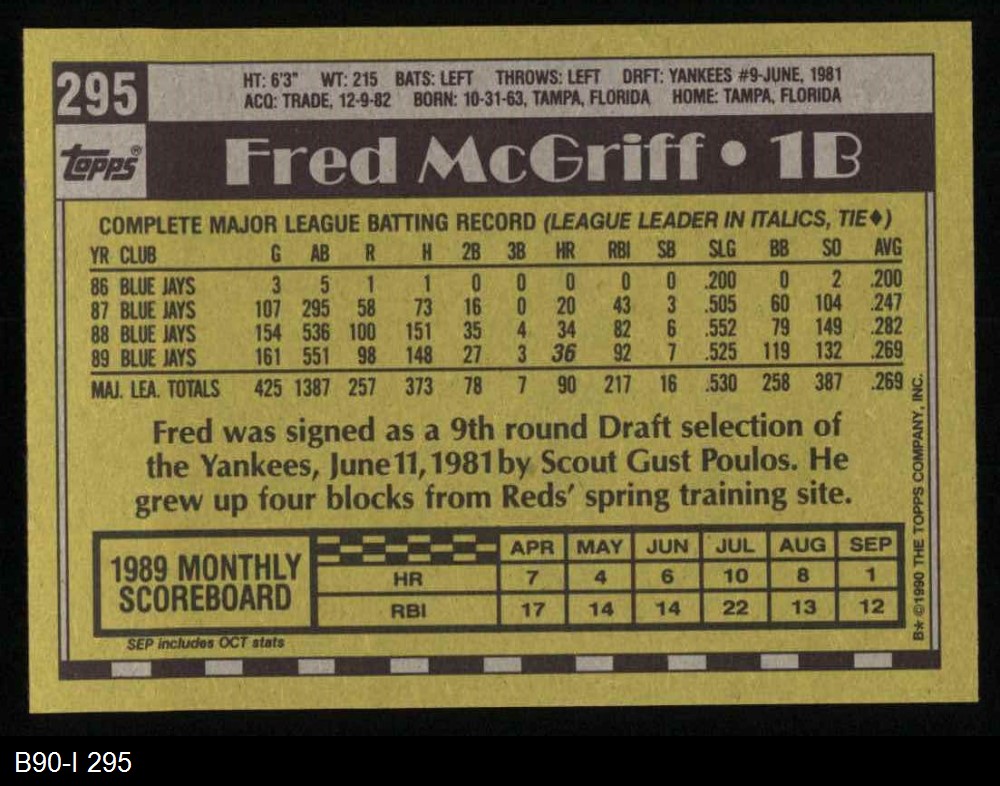 295
HT: 6'3" WT: 215 BATS: LEFT THROWS: LEFT DRFT: YANKEES #9-JUNE, 1981
ACQ: TRADE, 12-9-82 BORN: 10-31-63, TAMPA, FLORIDA HOME: TAMPA, FLORIDA
topps®
Fred McGriff • 1B
COMPLETE MAJOR LEAGUE BATTING RECORD (LEAGUE LEADER IN ITALICS, TIE♦)
YR CLUB G AB R H 2B 3B HR RBI SB SLG BB SO AVG
86 BLUE JAYS 3 5 1 1 0 0 0 0 0 .200 0 2 .200
87 BLUE JAYS 107 295 58 73 16 0 20 43 3 .505 60 104 .247
88 BLUE JAYS 154 536 100 151 35 4 34 82 6 .552 79 149 .282
89 BLUE JAYS 161 551 98 148 27 3 36 92 7 .525 119 132 .269
MAJ. LEA. TOTALS 425 1387 257 373 78 7 90 217 16 .530 258 387 .269
Fred was signed as a 9th round Draft selection of
the Yankees, June 11, 1981 by Scout Gust Poulos. He
grew up four blocks from Reds' spring training site.
1989 MONTHLY
SCOREBOARD
APR MAY JUN JUL AUG SEP
HR 7 4 6 10 8 1
RBI 17 14 14 22 13 12
SEP includes OCT stats
B* ©1990 THE TOPPS COMPANY, INC.
B90-I 295